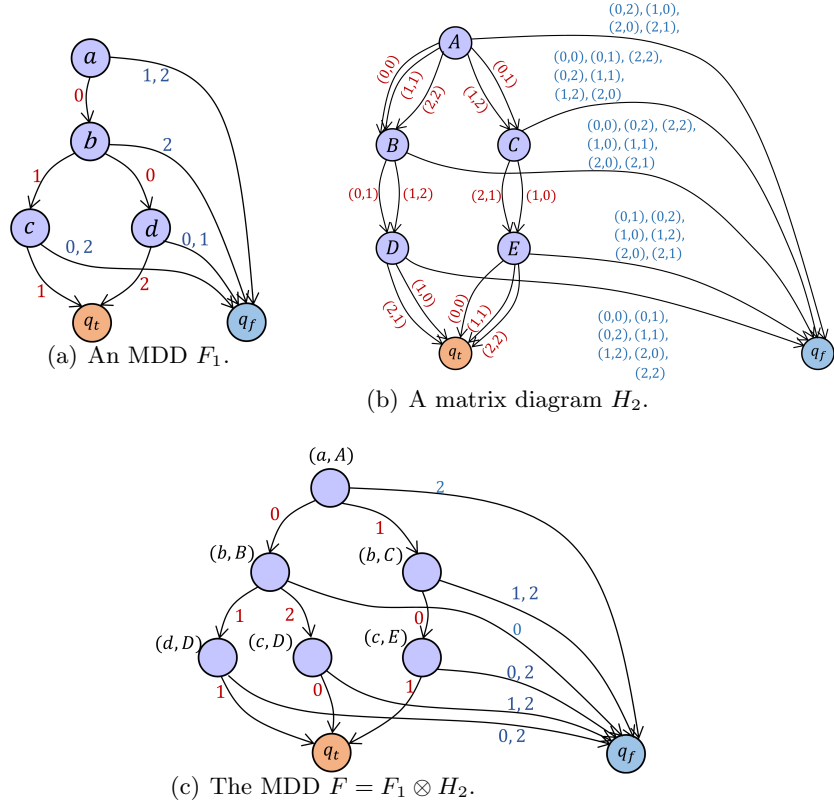 a
1, 2
0
b
2
1
0
c
d
0, 2
0, 1
1
2
q_t
q_f
(a) An MDD F_1.
(0,2), (1,0),
(2,0), (2,1),
A
(0,0)
(1,1)
(2,2)
(1,2)
(0,1)
(0,0), (0,1), (2,2),
(0,2), (1,1),
(1,2), (2,0)
B
C
(0,0), (0,2), (2,2),
(1,0), (1,1),
(2,0), (2,1)
(0,1)
(1,2)
(2,1)
(1,0)
D
E
(0,1), (0,2),
(1,0), (1,2),
(2,0), (2,1)
(2,1)
(1,0)
(0,0)
(1,1)
(2,2)
(0,0), (0,1),
(0,2), (1,1),
(1,2), (2,0),
(2,2)
q_t
q_f
(b) A matrix diagram H_2.
(a, A)
2
0
1
(b, B)
(b, C)
1, 2
1
2
0
0
(d, D)
(c, D)
(c, E)
0, 2
1
0
1
1, 2
0, 2
q_t
q_f
(c) The MDD F = F_1 ⊗ H_2.